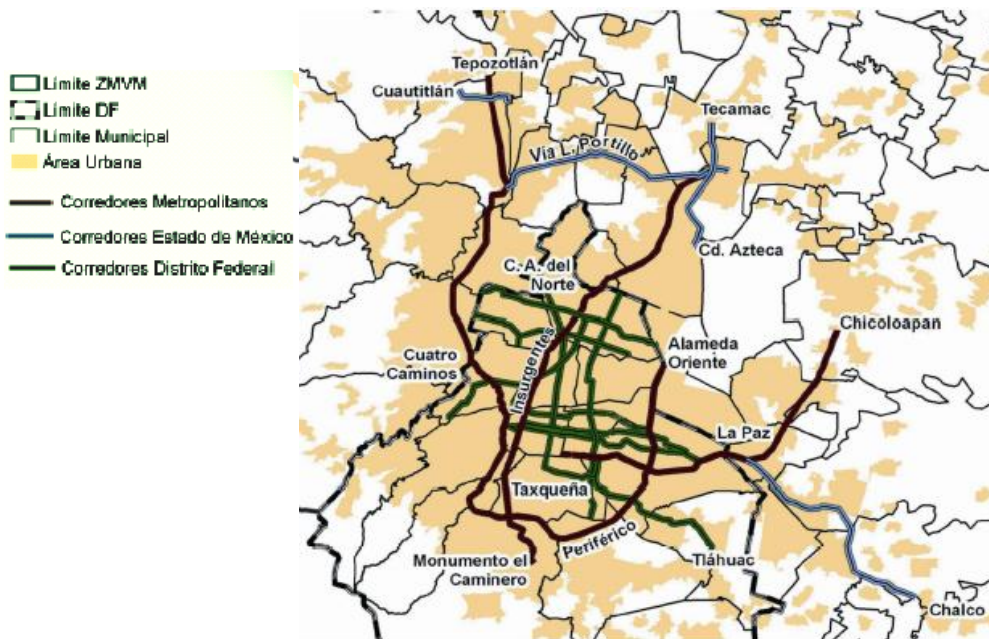 Límite ZMVM
Límite DF
Límite Municipal
Área Urbana
Corredores Metropolitanos
Corredores Estado de México
Corredores Distrito Federal
Tepozotlán
Cuautitlán
Tecamac
Vía L. Portillo
Cd. Azteca
C. A. del
Norte
Chicoloapan
Insurgentes
Alameda
Oriente
Cuatro
Caminos
La Paz
Taxqueña
Periférico
Monumento el
Caminero
Tláhuac
Chalco